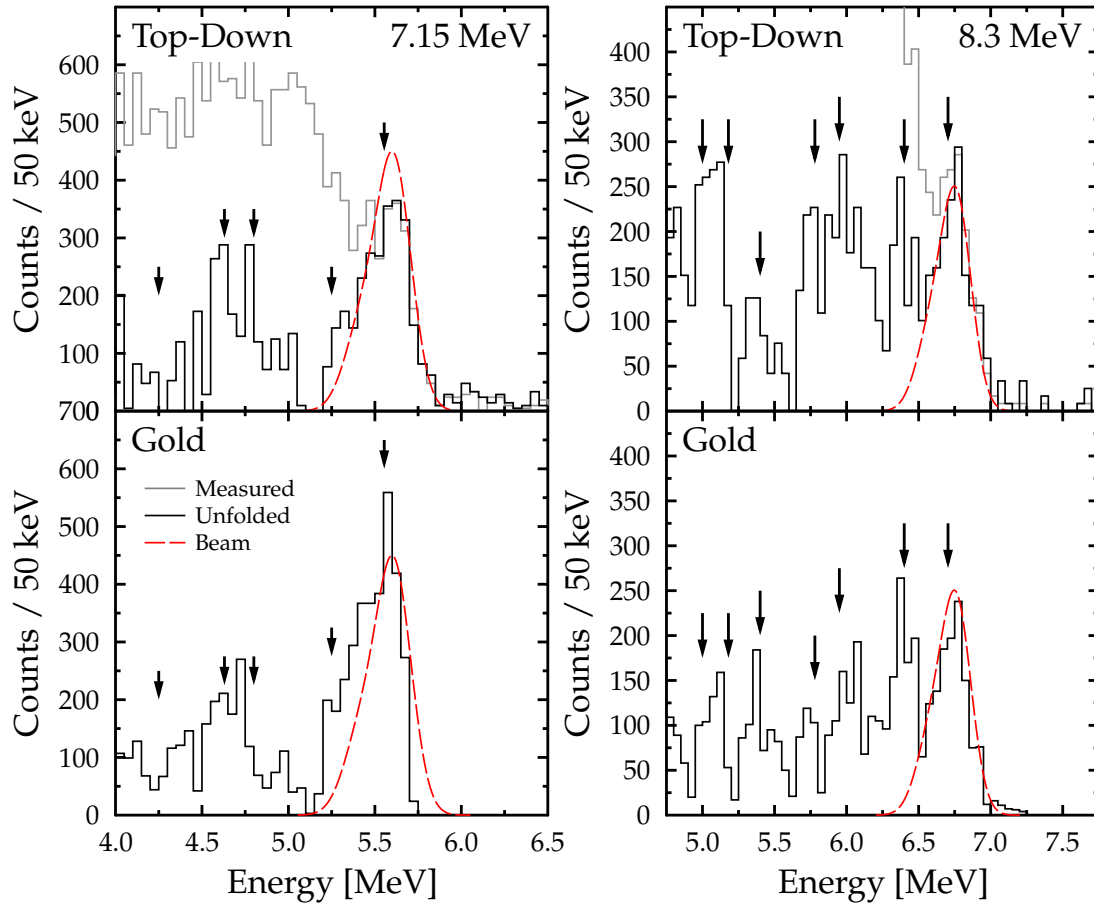 Top-Down 7.15 MeV
Counts / 50 keV
600
500
400
300
200
100
700
Top-Down 8.3 MeV
Counts / 50 keV
400
350
300
250
200
150
100
50
0
Gold
Measured
Unfolded
Beam
Counts / 50 keV
600
500
400
300
200
100
0
4.0 4.5 5.0 5.5 6.0 6.5
Energy [MeV]
Gold
Counts / 50 keV
400
350
300
250
200
150
100
50
0
5.0 5.5 6.0 6.5 7.0 7.5
Energy [MeV]